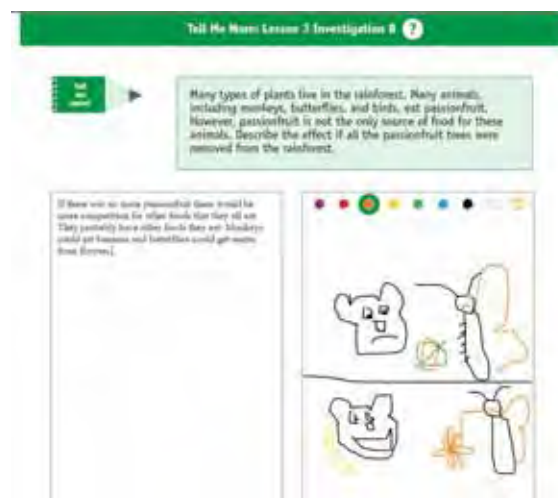 Tell Me More: Lesson 3 Investigation 8 ?
Many types of plants live in the rainforest. Many animals,
including monkeys, butterflies, and birds, eat passionfruit.
However, passionfruit is not the only source of food for these
animals. Describe the effect if all the passionfruit trees were
removed from the rainforest.
If there was no more passionfruit there would be
more competition for other foods that they all eat
They probably have other foods they eat. Monkeys
could eat bananas and butterflies could get nectar
from flowers.